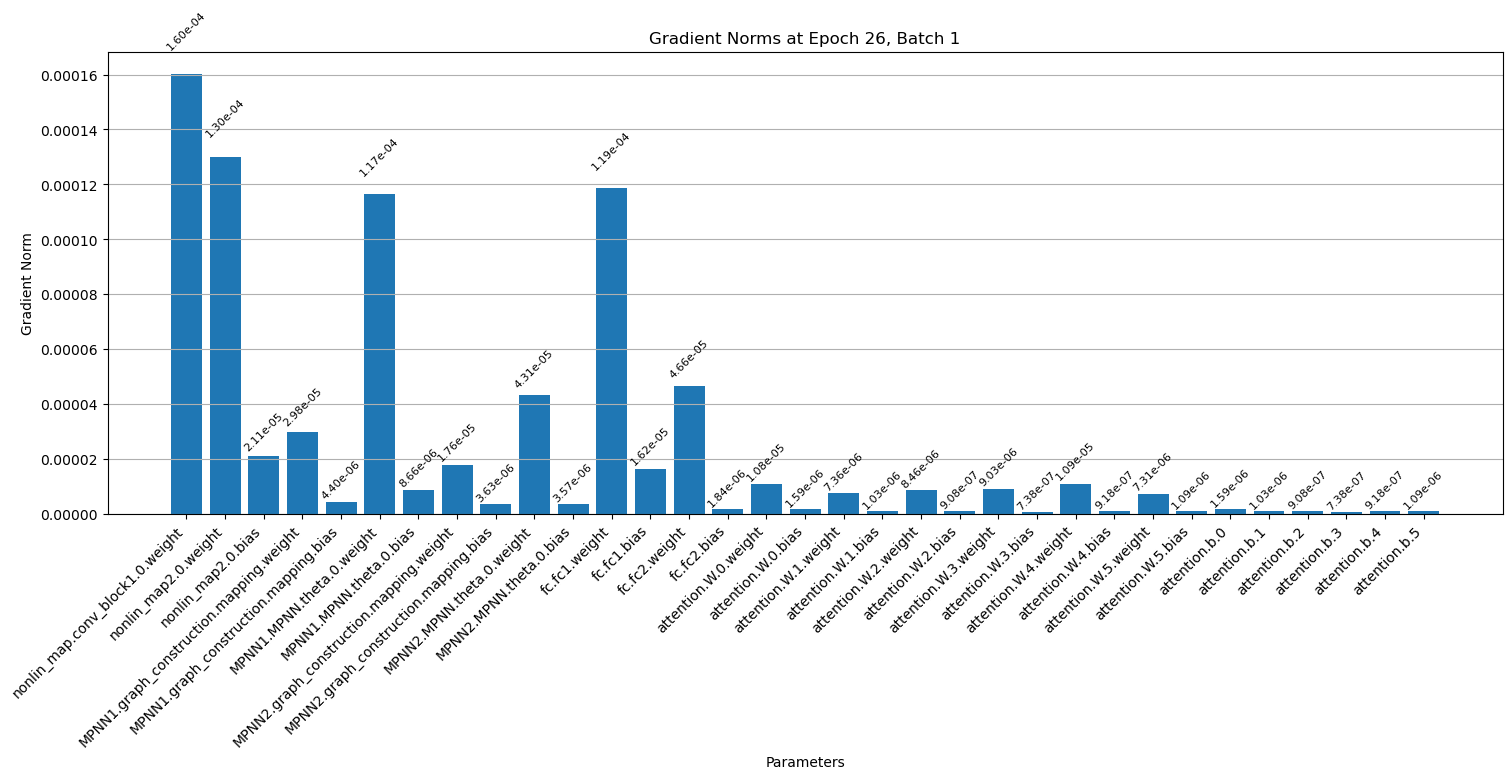 Gradient Norms at Epoch 26, Batch 1
Gradient Norm
0.00016
0.00014
0.00012
0.00010
0.00008
0.00006
0.00004
0.00002
0.00000
1.60e-04
1.30e-04
2.11e-05
2.98e-05
4.40e-06
1.17e-04
8.66e-06
1.76e-05
3.63e-06
4.31e-05
3.57e-06
1.19e-04
1.62e-05
4.66e-05
1.84e-06
1.08e-05
1.59e-06
7.36e-06
1.03e-06
8.46e-06
9.08e-07
9.03e-06
7.38e-07
1.09e-05
9.18e-07
7.31e-06
1.09e-06
1.59e-06
1.03e-06
9.08e-07
7.38e-07
9.18e-07
1.09e-06
nonlin_map.conv_block1.0.weight
nonlin_map2.0.weight
nonlin_map2.0.bias
MPNN1.graph_construction.mapping.weight
MPNN1.graph_construction.mapping.bias
MPNN1.MPNN.theta.0.weight
MPNN1.MPNN.theta.0.bias
MPNN2.graph_construction.mapping.weight
MPNN2.graph_construction.mapping.bias
MPNN2.MPNN.theta.0.weight
MPNN2.MPNN.theta.0.bias
fc.fc1.weight
fc.fc1.bias
fc.fc2.weight
fc.fc2.bias
attention.W.0.weight
attention.W.0.bias
attention.W.1.weight
attention.W.1.bias
attention.W.2.weight
attention.W.2.bias
attention.W.3.weight
attention.W.3.bias
attention.W.4.weight
attention.W.4.bias
attention.W.5.weight
attention.W.5.bias
attention.b.0
attention.b.1
attention.b.2
attention.b.3
attention.b.4
attention.b.5
Parameters